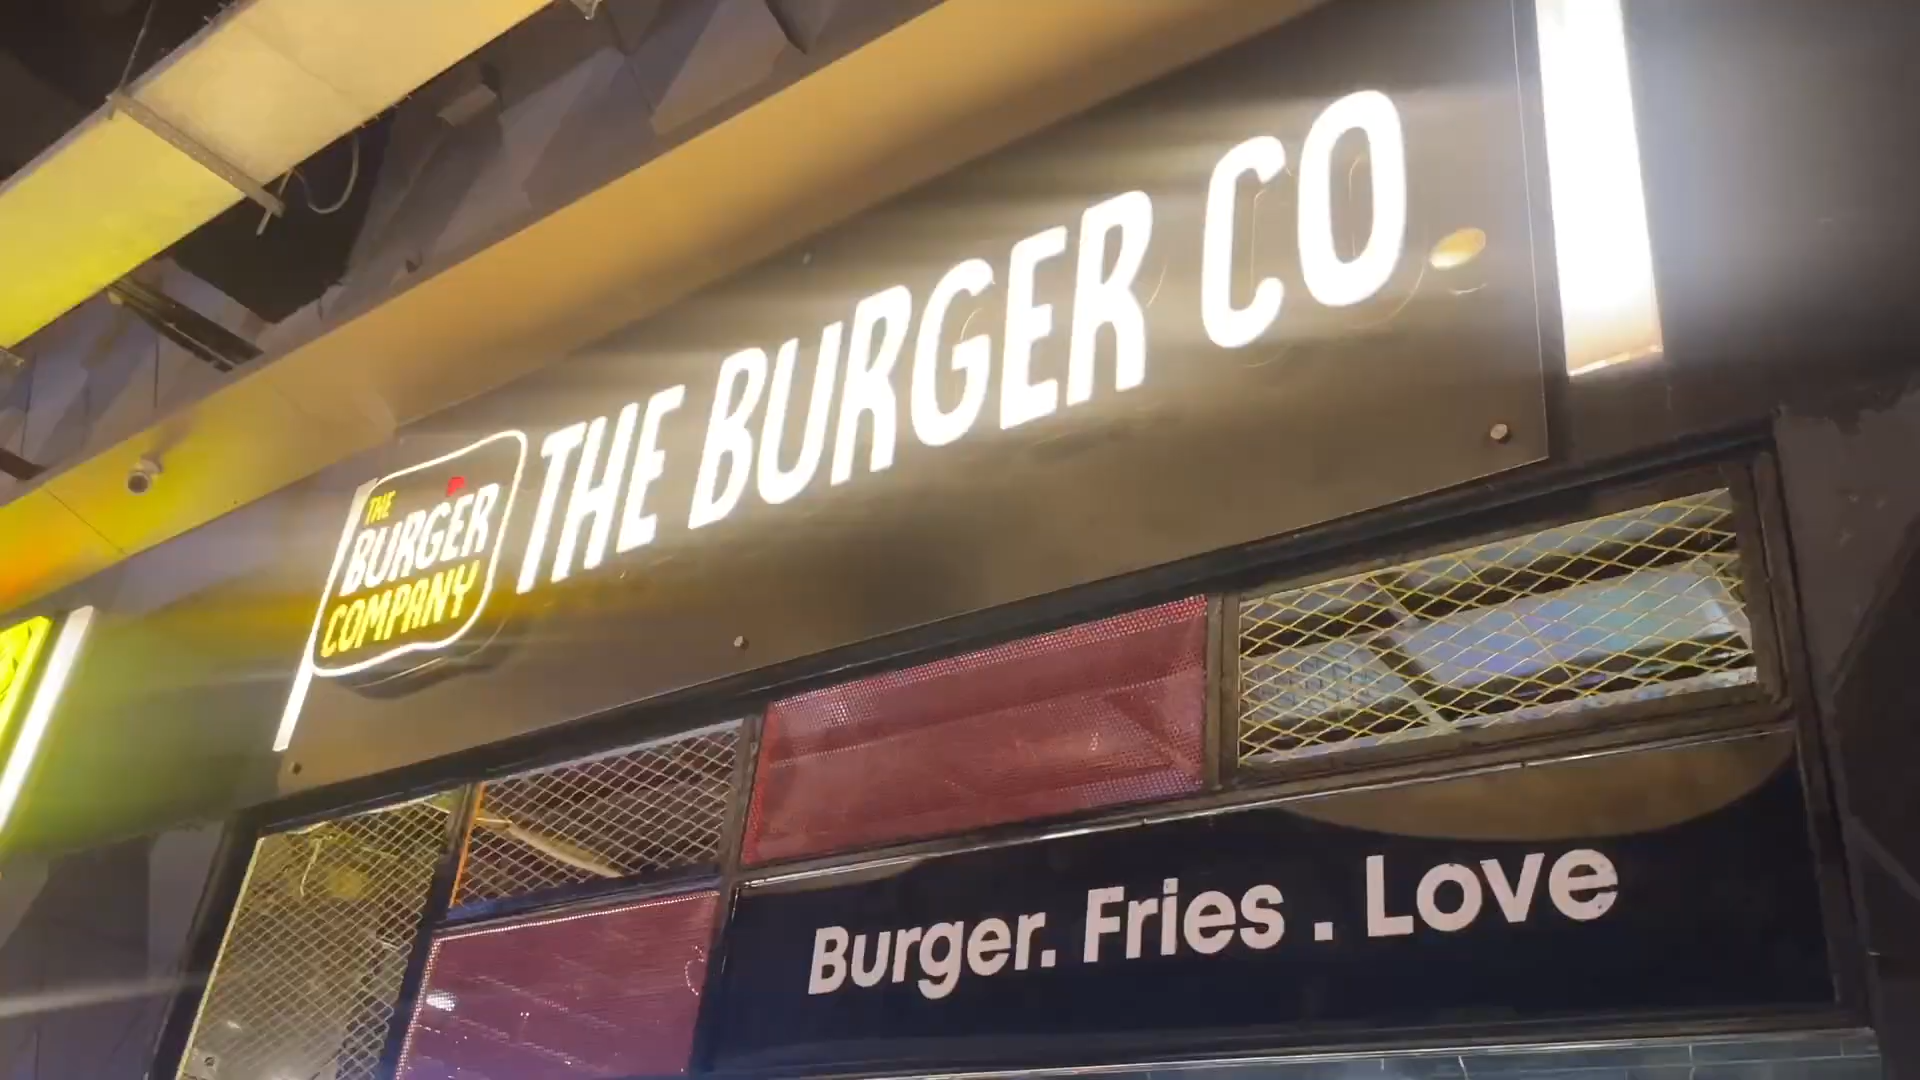 THE
BURGER
COMPANY
THE BURGER CO
Burger. Fries . Love